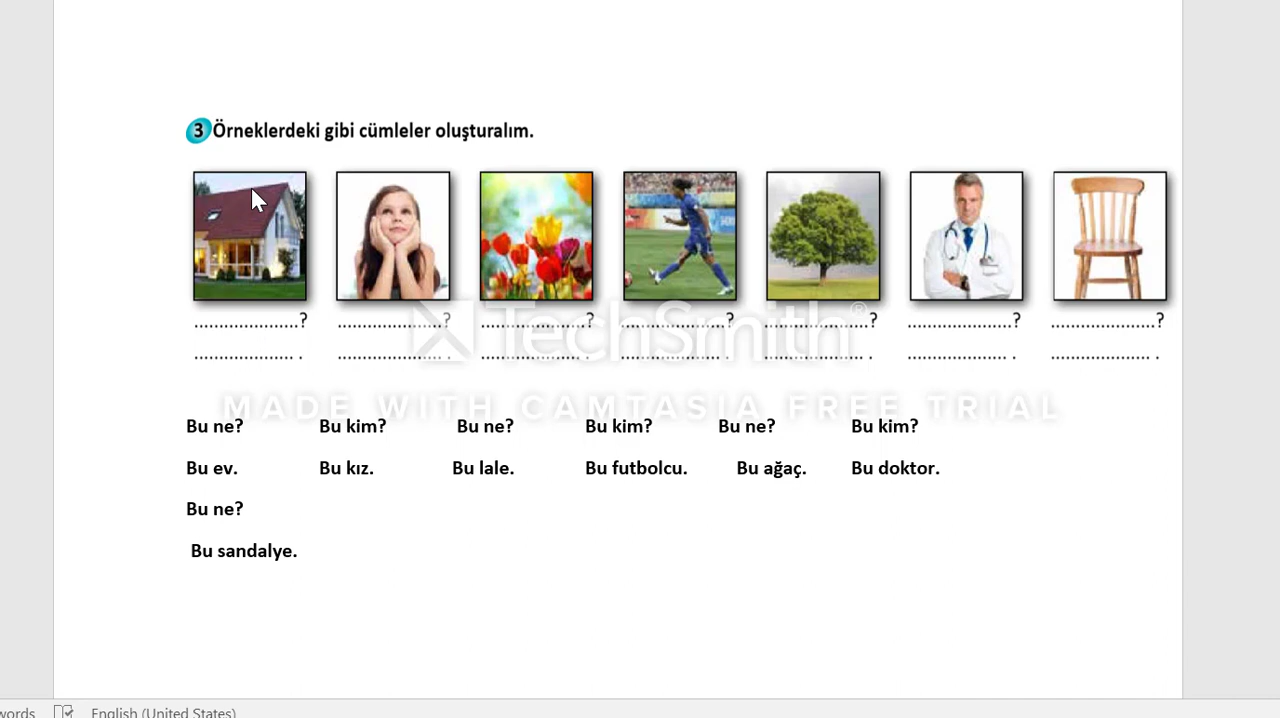 3 Örneklerdeki gibi cümleler oluşturalım.
.....................? .....................? .....................? .....................? .....................? .....................? .....................?
.................... . .................... . .................... . .................... . .................... . .................... . .................... .
TechSmith®
MADE WITH CAMTASIA FREE TRIAL
Bu ne? Bu kim? Bu ne? Bu kim? Bu ne? Bu kim?
Bu ev. Bu kız. Bu lale. Bu futbolcu. Bu ağaç. Bu doktor.
Bu ne?
Bu sandalye.
words English (United States)